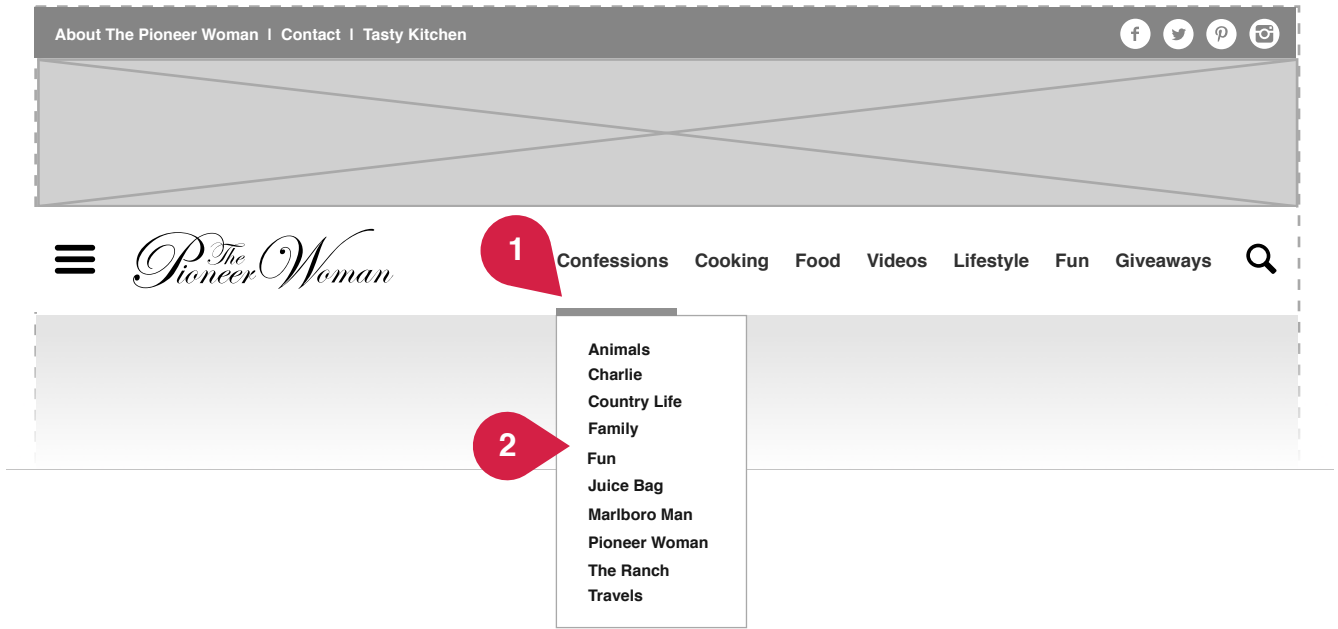 About The Pioneer Woman | Contact | Tasty Kitchen
The Pioneer Woman
1
Confessions Cooking Food Videos Lifestyle Fun Giveaways
Animals
Charlie
Country Life
Family
2
Fun
Juice Bag
Marlboro Man
Pioneer Woman
The Ranch
Travels